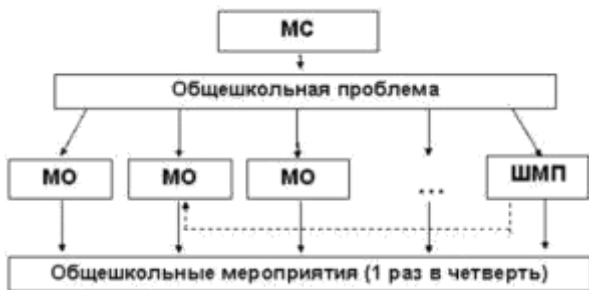 МС
Общешкольная проблема
МО МО МО ... ШМП
Общешкольные мероприятия (1 раз в четверть)